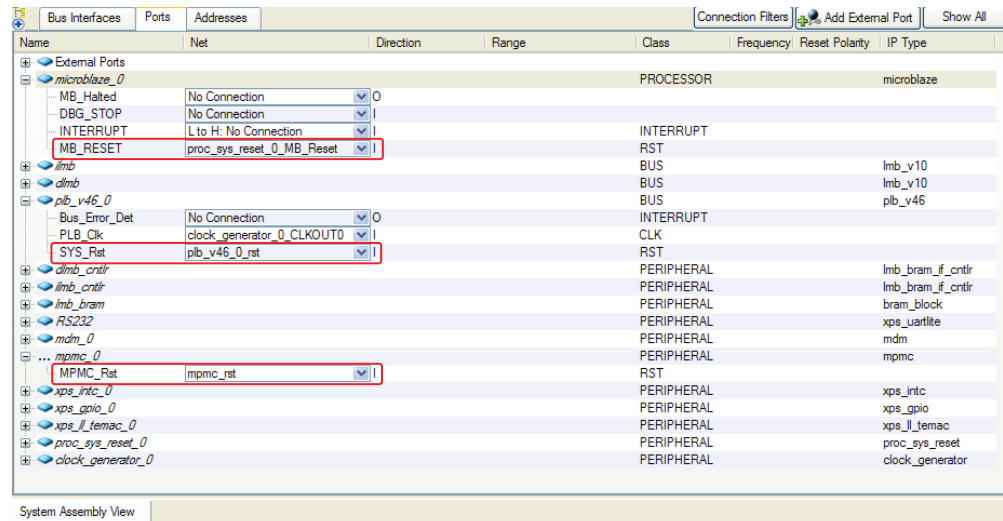 Bus Interfaces Ports Addresses Connection Filters Add External Port Show All
Name Net Direction Range Class Frequency Reset Polarity IP Type
External Ports
microblaze_0 PROCESSOR microblaze
MB_Halted No Connection O
DBG_STOP No Connection I
INTERRUPT L to H: No Connection I INTERRUPT
MB_RESET proc_sys_reset_0_MB_Reset I RST
ilmb BUS lmb_v10
dlmb BUS lmb_v10
plb_v46_0 BUS plb_v46
Bus_Error_Det No Connection O INTERRUPT
PLB_Clk clock_generator_0_CLKOUT0 I CLK
SYS_Rst plb_v46_0_rst I RST
dlmb_cntlr PERIPHERAL lmb_bram_if_cntlr
ilmb_cntlr PERIPHERAL lmb_bram_if_cntlr
lmb_bram PERIPHERAL bram_block
RS232 PERIPHERAL xps_uartlite
mdm_0 PERIPHERAL mdm
... mpmc_0 PERIPHERAL mpmc
MPMC_Rst mpmc_rst I RST
xps_intc_0 PERIPHERAL xps_intc
xps_gpio_0 PERIPHERAL xps_gpio
xps_ll_temac_0 PERIPHERAL xps_ll_temac
proc_sys_reset_0 PERIPHERAL proc_sys_reset
clock_generator_0 PERIPHERAL clock_generator
System Assembly View